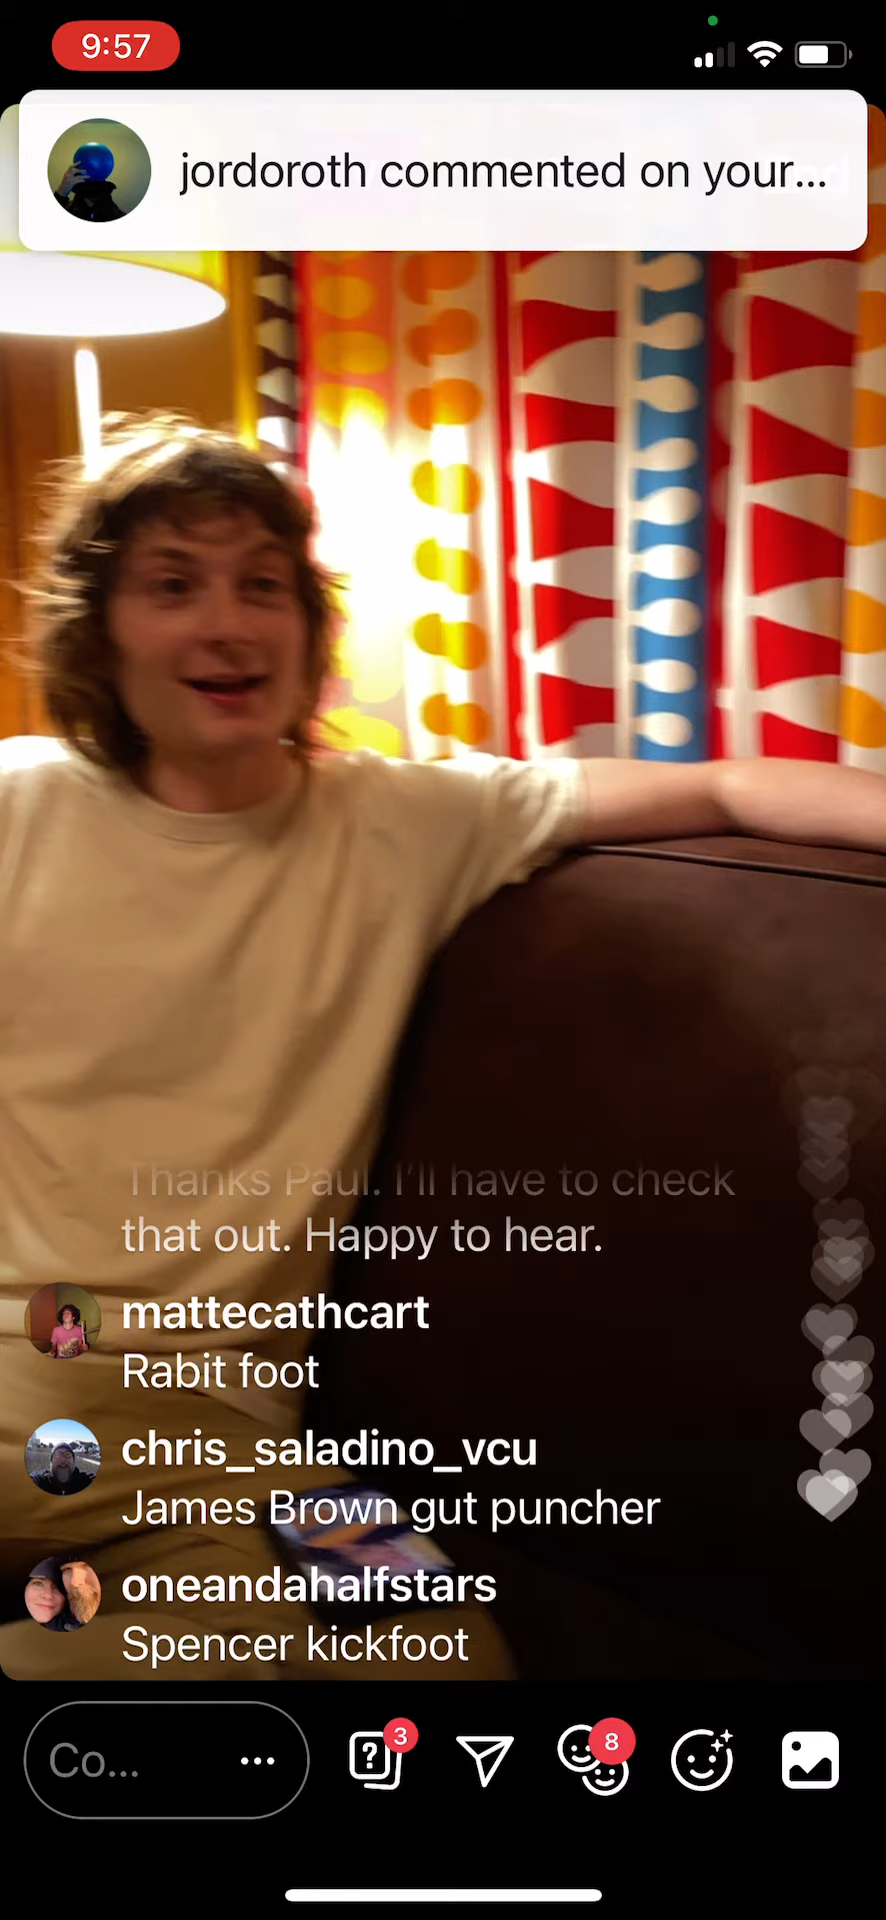 9:57
jordoroth commented on your...
Thanks Paul. I'll have to check
that out. Happy to hear.
mattecathcart
Rabit foot
chris_saladino_vcu
James Brown gut puncher
oneandahalfstars
Spencer kickfoot
Co...
3
8